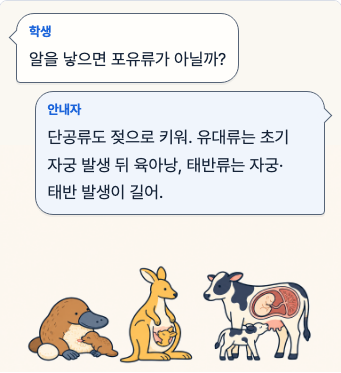 학생
알을 낳으면 포유류가 아닐까?
안내자
단공류도 젖으로 키워. 유대류는 초기
자궁 발생 뒤 육아낭, 태반류는 자궁·
태반 발생이 길어.